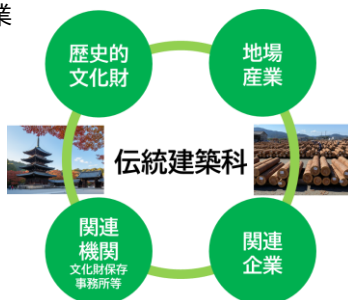 業
歴史的
文化財
地場
産業
伝統建築科
関連
機関
文化財保存
事務所等
関連
企業